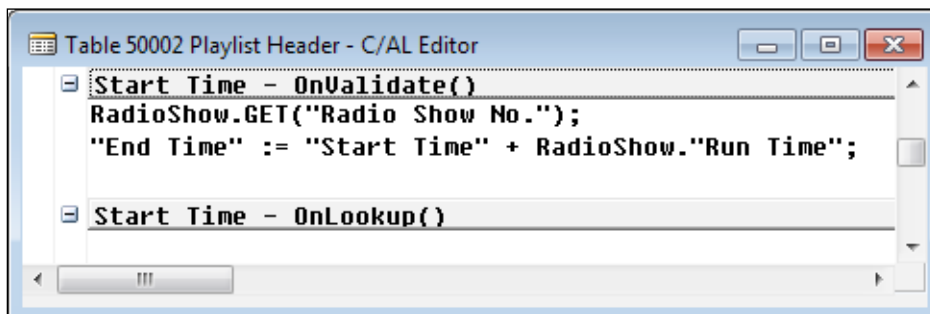 Table 50002 Playlist Header - C/AL Editor
Start Time - OnValidate()
RadioShow.GET("Radio Show No.");
"End Time" := "Start Time" + RadioShow."Run Time";
Start Time - OnLookup()